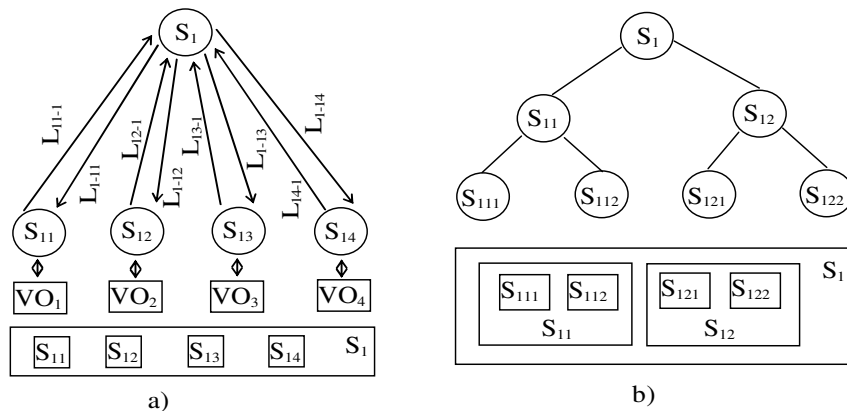 S₁
L₁₁₋₁
L₁₋₁₁
L₁₂₋₁
L₁₋₁₂
L₁₃₋₁
L₁₋₁₃
L₁₄₋₁
L₁₋₁₄
S₁₁ S₁₂ S₁₃ S₁₄
VO₁ VO₂ VO₃ VO₄
S₁₁ S₁₂ S₁₃ S₁₄ S₁
a)
S₁
S₁₁ S₁₂
S₁₁₁ S₁₁₂ S₁₂₁ S₁₂₂
S₁
S₁₁₁ S₁₁₂ S₁₂₁ S₁₂₂
S₁₁ S₁₂
b)